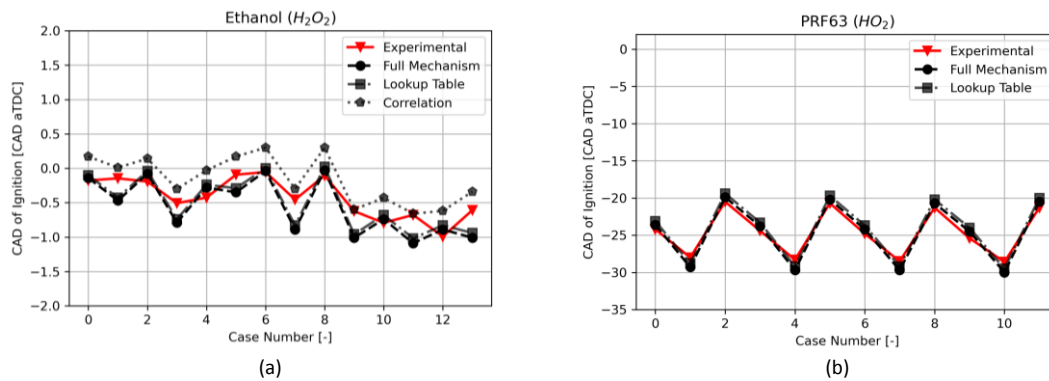 Ethanol (H₂O₂)
CAD of Ignition [CAD aTDC]
2.0
1.5
1.0
0.5
0.0
−0.5
−1.0
−1.5
−2.0
Experimental
Full Mechanism
Lookup Table
Correlation
0 2 4 6 8 10 12
Case Number [-]
(a)
PRF63 (HO₂)
CAD of Ignition [CAD aTDC]
0
−5
−10
−15
−20
−25
−30
−35
Experimental
Full Mechanism
Lookup Table
0 2 4 6 8 10
Case Number [-]
(b)